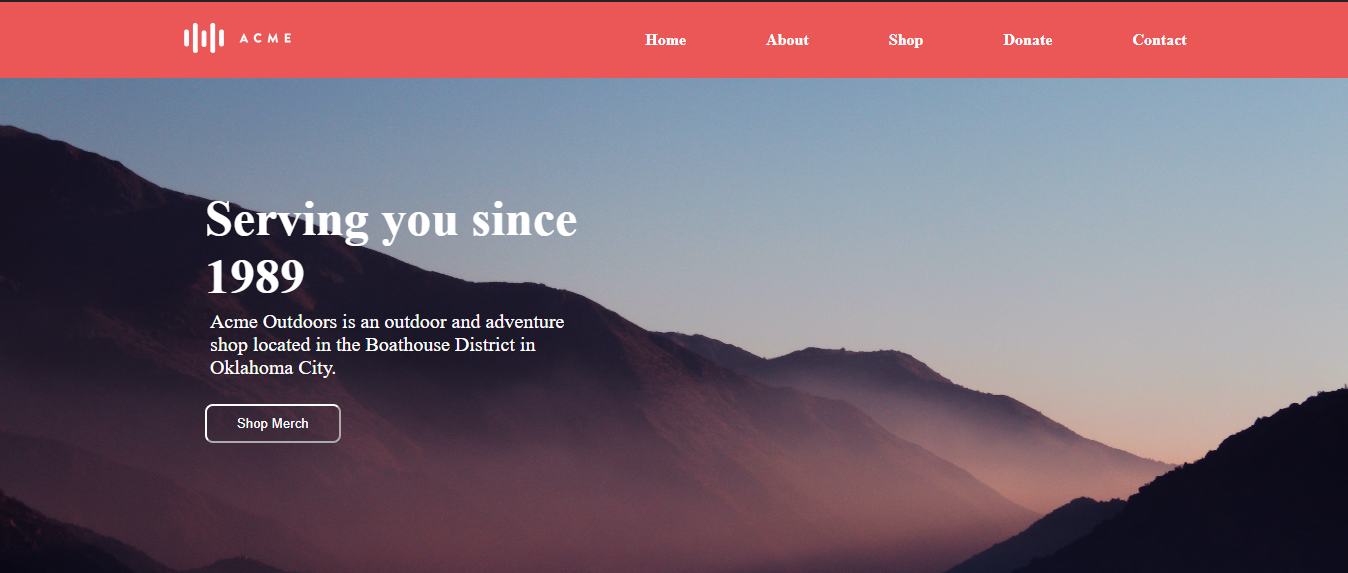 ACME
Home About Shop Donate Contact
Serving you since
1989
Acme Outdoors is an outdoor and adventure
shop located in the Boathouse District in
Oklahoma City.
Shop Merch